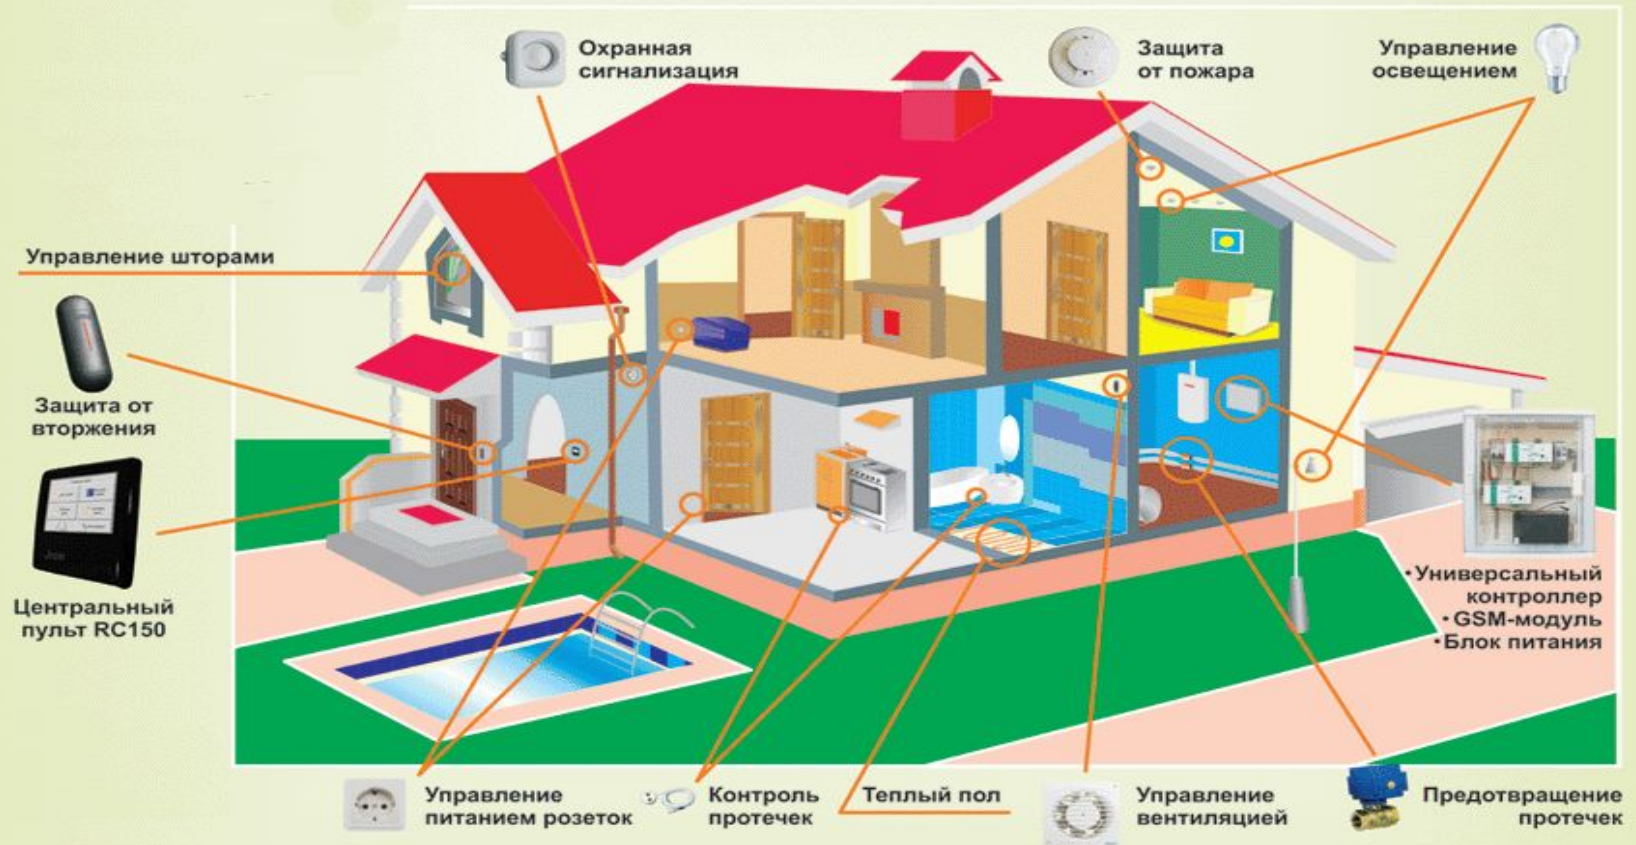 Охранная
сигнализация
Защита
от пожара
Управление
освещением
Управление шторами
Защита от
вторжения
Центральный
пульт RC150
•Универсальный
контроллер
•GSM-модуль
•Блок питания
Управление
питанием розеток
Контроль
протечек
Теплый пол
Управление
вентиляцией
Предотвращение
протечек